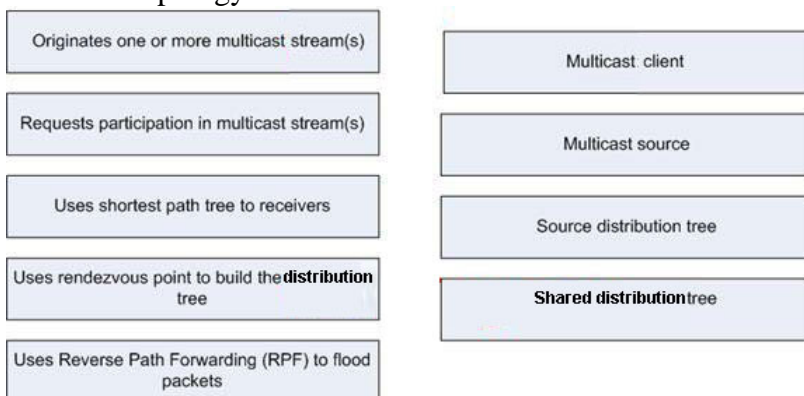 Originates one or more multicast stream(s)
Requests participation in multicast stream(s)
Uses shortest path tree to receivers
Uses rendezvous point to build the distribution
tree
Uses Reverse Path Forwarding (RPF) to flood
packets
Multicast client
Multicast source
Source distribution tree
Shared distribution tree